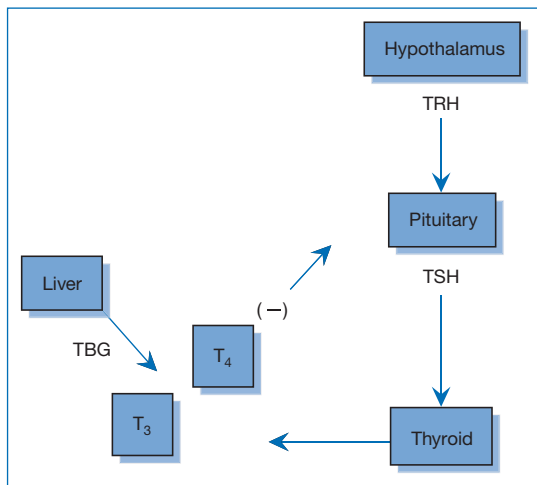 Hypothalamus
TRH
Pituitary
TSH
Liver
TBG
(−)
T₄
T₃
Thyroid